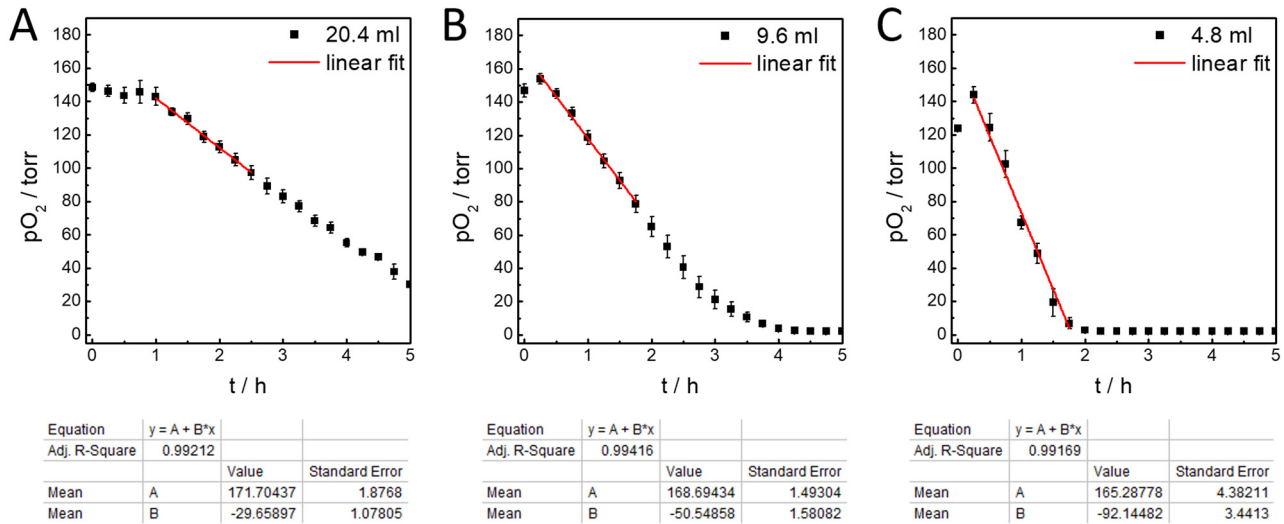 A
20.4 ml
linear fit
180
160
140
120
100
80
60
40
20
0
pO2 / torr
0 1 2 3 4 5
t / h
Equation y = A + B*x
Adj. R-Square 0.99212
Value Standard Error
Mean A 171.70437 1.8768
Mean B -29.65897 1.07805
B
9.6 ml
linear fit
180
160
140
120
100
80
60
40
20
0
pO2 / torr
0 1 2 3 4 5
t / h
Equation y = A + B*x
Adj. R-Square 0.99416
Value Standard Error
Mean A 168.69434 1.49304
Mean B -50.54858 1.58082
C
4.8 ml
linear fit
180
160
140
120
100
80
60
40
20
0
pO2 / torr
0 1 2 3 4 5
t / h
Equation y = A + B*x
Adj. R-Square 0.99169
Value Standard Error
Mean A 165.28778 4.38211
Mean B -92.14482 3.4413